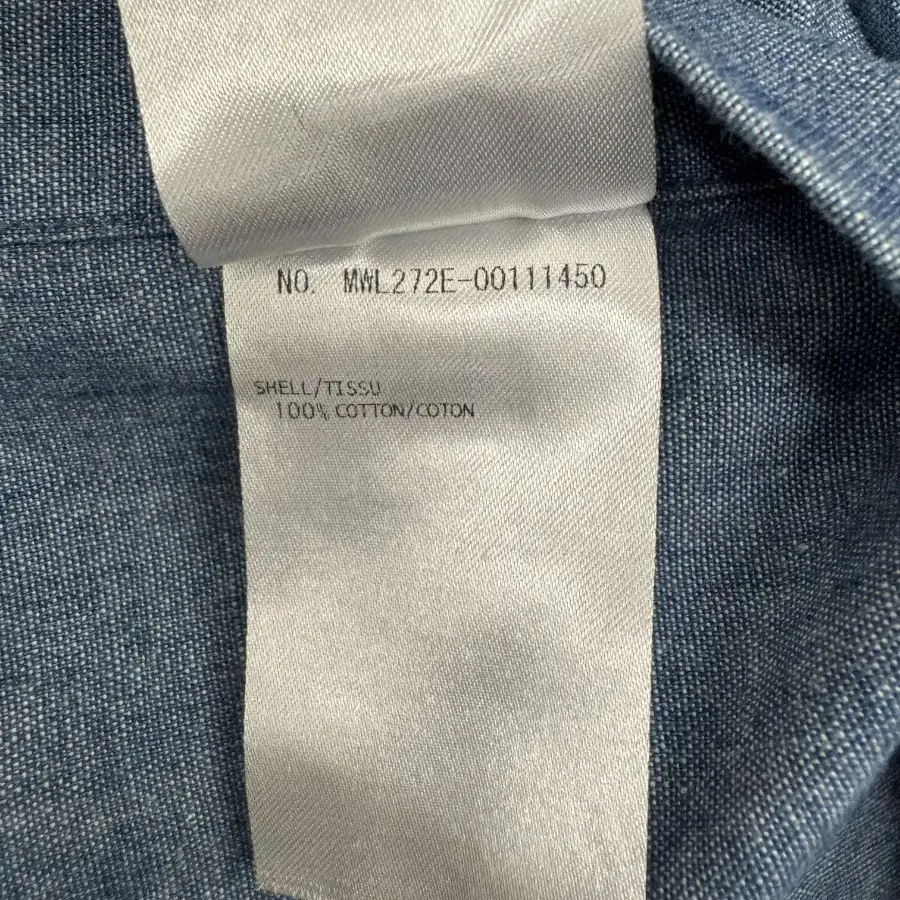 NO. MWL272E-00111450
SHELL/TISSU
100% COTTON/COTON